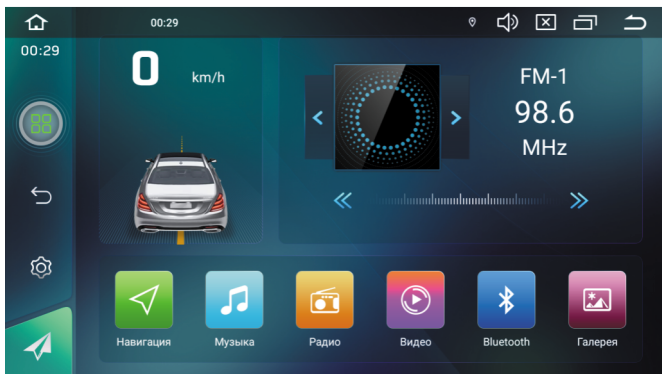 00:29
00:29
0 km/h
FM-1
98.6
MHz
Навигация Музыка Радио Видео Bluetooth Галерея